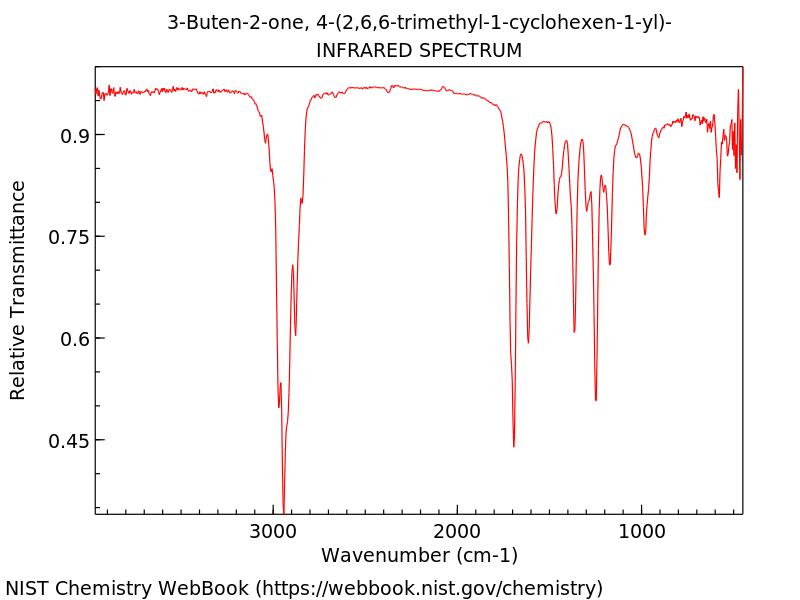 3-Buten-2-one, 4-(2,6,6-trimethyl-1-cyclohexen-1-yl)-
INFRARED SPECTRUM
0.9
0.75
0.6
0.45
Relative Transmittance
3000
2000
1000
Wavenumber (cm-1)
NIST Chemistry WebBook (https://webbook.nist.gov/chemistry)